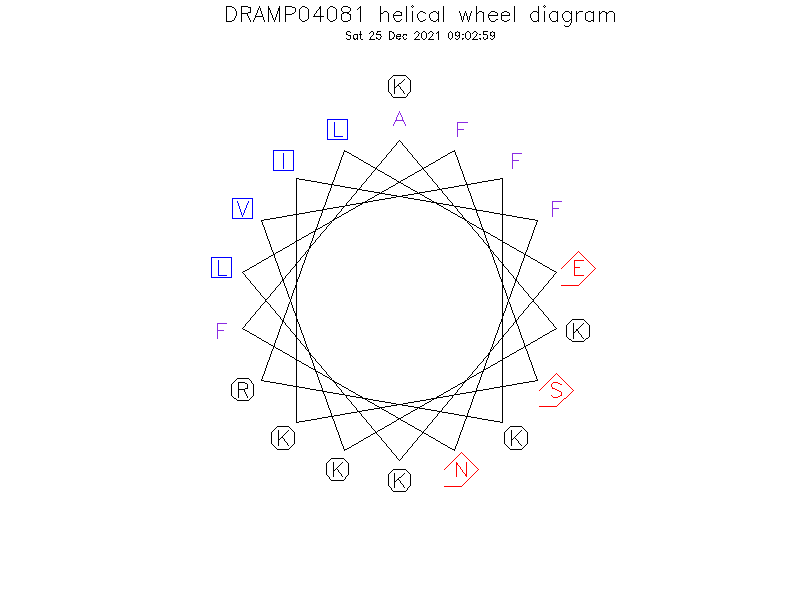 DRAMP04081 helical wheel diagram
Sat 25 Dec 2021 09:02:59
K
L A F
I F
V F
L E
F K
R S
K K
K K N